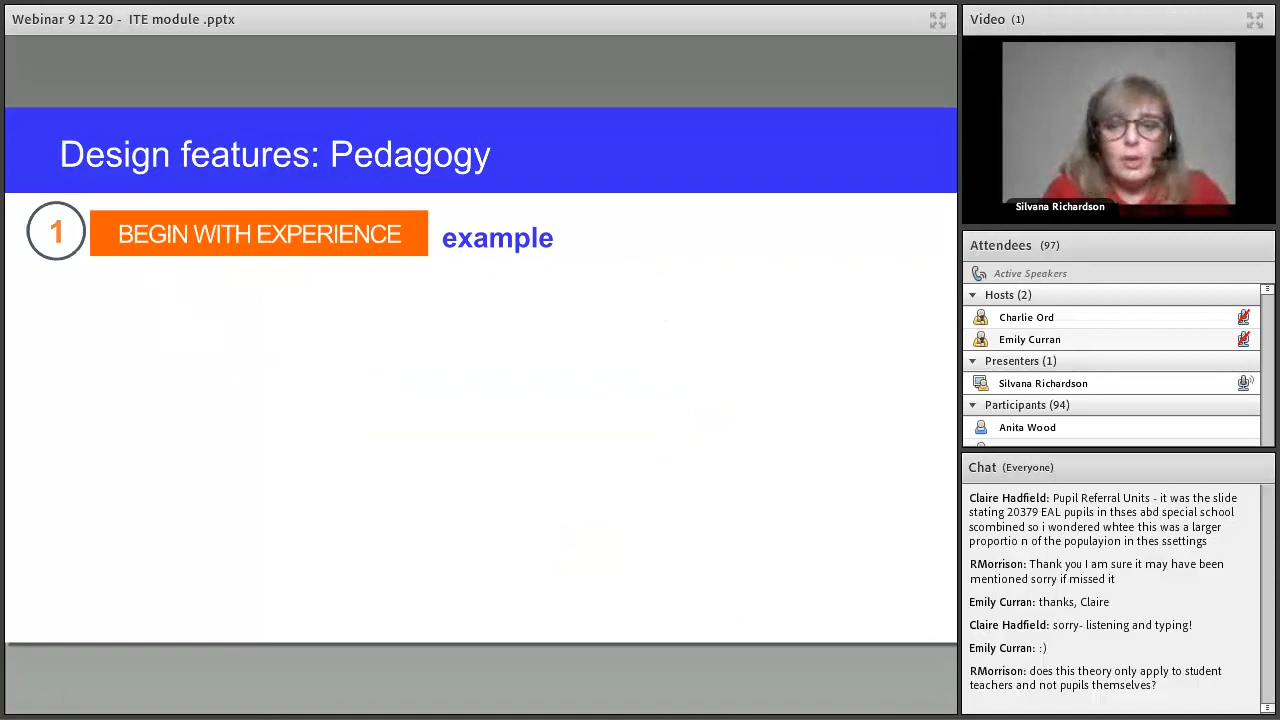 Webinar 9 12 20 - ITE module .pptx
Design features: Pedagogy
1 BEGIN WITH EXPERIENCE example
Video (1)
Silvana Richardson
Attendees (97)
Active Speakers
Hosts (2)
Charlie Ord
Emily Curran
Presenters (1)
Silvana Richardson
Participants (94)
Anita Wood
Chat (Everyone)
Claire Hadfield: Pupil Referral Units - it was the slide
stating 20379 EAL pupils in thses abd special school
scombined so i wondered whtee this was a larger
proportio n of the populayion in thes ssettings
RMorrison: Thank you I am sure it may have been
mentioned sorry if missed it
Emily Curran: thanks, Claire
Claire Hadfield: sorry- listening and typing!
Emily Curran: :)
RMorrison: does this theory only apply to student
teachers and not pupils themselves?